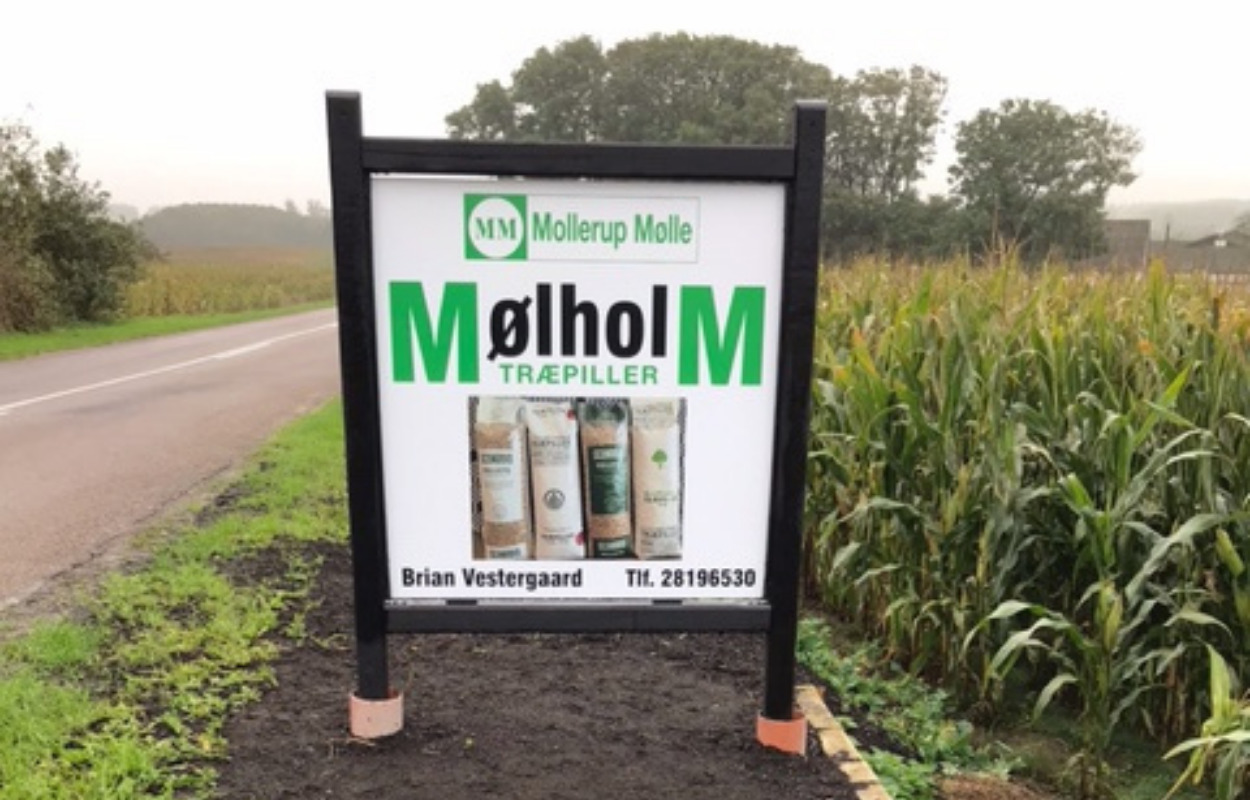 MM Mollerup Mølle
MølholM
TRÆPILLER
Brian Vestergaard Tlf. 28196530